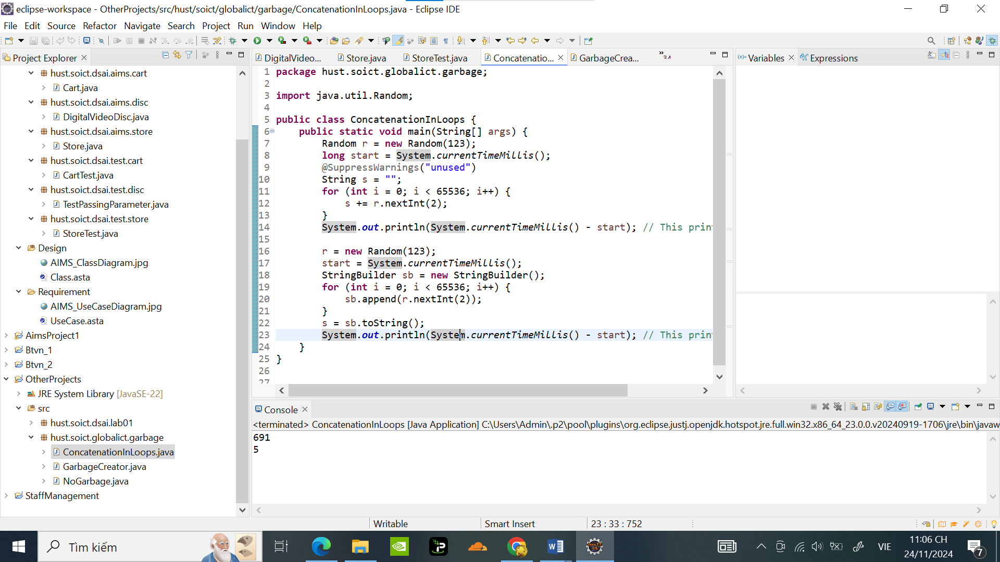 eclipse-workspace - OtherProjects/src/hust/soict/globalict/garbage/ConcatenationInLoops.java - Eclipse IDE
File Edit Source Refactor Navigate Search Project Run Window Help
Project Explorer
hust.soict.dsai.aims.cart
Cart.java
hust.soict.dsai.aims.disc
DigitalVideoDisc.java
hust.soict.dsai.aims.store
Store.java
hust.soict.dsai.test.cart
CartTest.java
hust.soict.dsai.test.disc
TestPassingParameter.java
hust.soict.dsai.test.store
StoreTest.java
Design
AIMS_ClassDiagram.jpg
Class.asta
Requirement
AIMS_UseCaseDiagram.jpg
UseCase.asta
AimsProject1
Btvn_1
Btvn_2
OtherProjects
JRE System Library [JavaSE-22]
src
hust.soict.dsai.lab01
hust.soict.globalict.garbage
ConcatenationInLoops.java
GarbageCreator.java
NoGarbage.java
StaffManagement
DigitalVideo... Store.java StoreTest.java Concatenatio... GarbageCrea... 34
1 package hust.soict.globalict.garbage;
2
3 import java.util.Random;
4
5 public class ConcatenationInLoops {
6 public static void main(String[] args) {
7 Random r = new Random(123);
8 long start = System.currentTimeMillis();
9 @SuppressWarnings("unused")
10 String s = "";
11 for (int i = 0; i < 65536; i++) {
12 s += r.nextInt(2);
13 }
14 System.out.println(System.currentTimeMillis() - start); // This prin
15
16 r = new Random(123);
17 start = System.currentTimeMillis();
18 StringBuilder sb = new StringBuilder();
19 for (int i = 0; i < 65536; i++) {
20 sb.append(r.nextInt(2));
21 }
22 s = sb.toString();
23 System.out.println(System.currentTimeMillis() - start); // This prin
24 }
25 }
26
27
Variables Expressions
Console
<terminated> ConcatenationInLoops [Java Application] C:\Users\Admin\.p2\pool\plugins\org.eclipse.justj.openjdk.hotspot.jre.full.win32.x86_64_23.0.0.v20240919-1706\jre\bin\javaw
691
5
Writable Smart Insert 23 : 33 : 752
Tìm kiếm
VIE
11:06 CH
24/11/2024
7